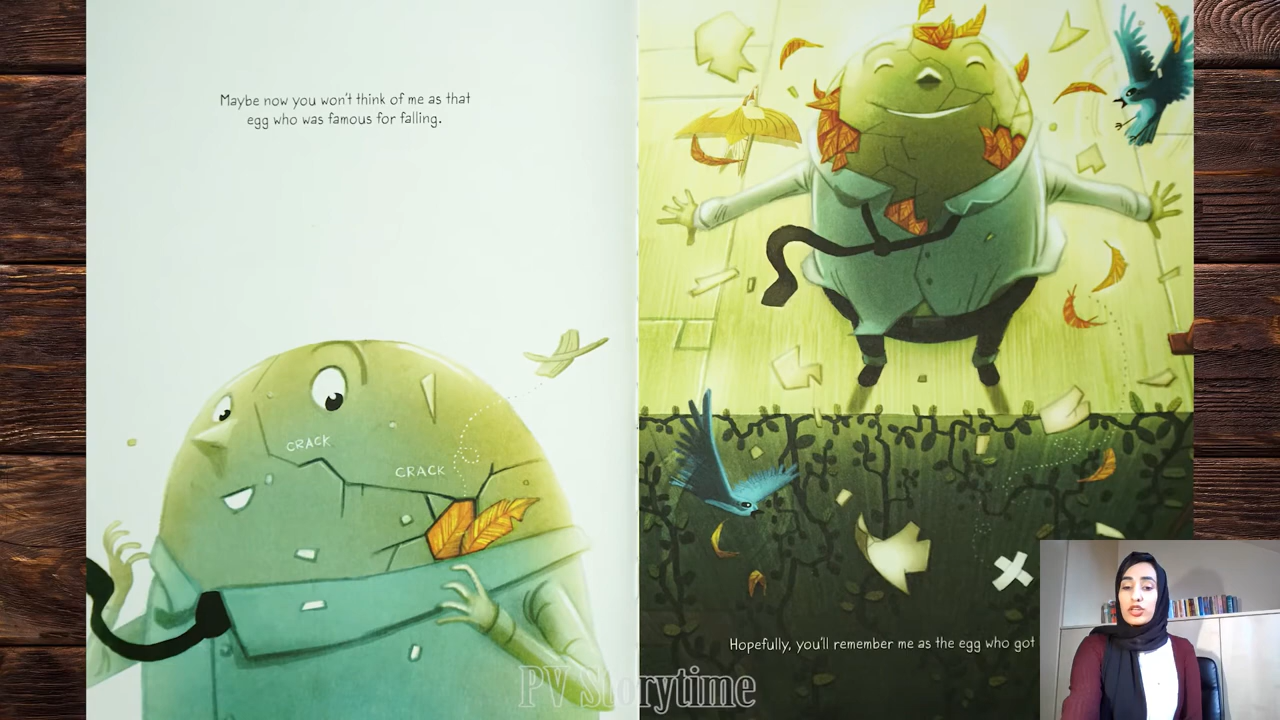 Maybe now you won't think of me as that
egg who was famous for falling.
CRACK
CRACK
Hopefully, you'll remember me as the egg who got
PV Storytime